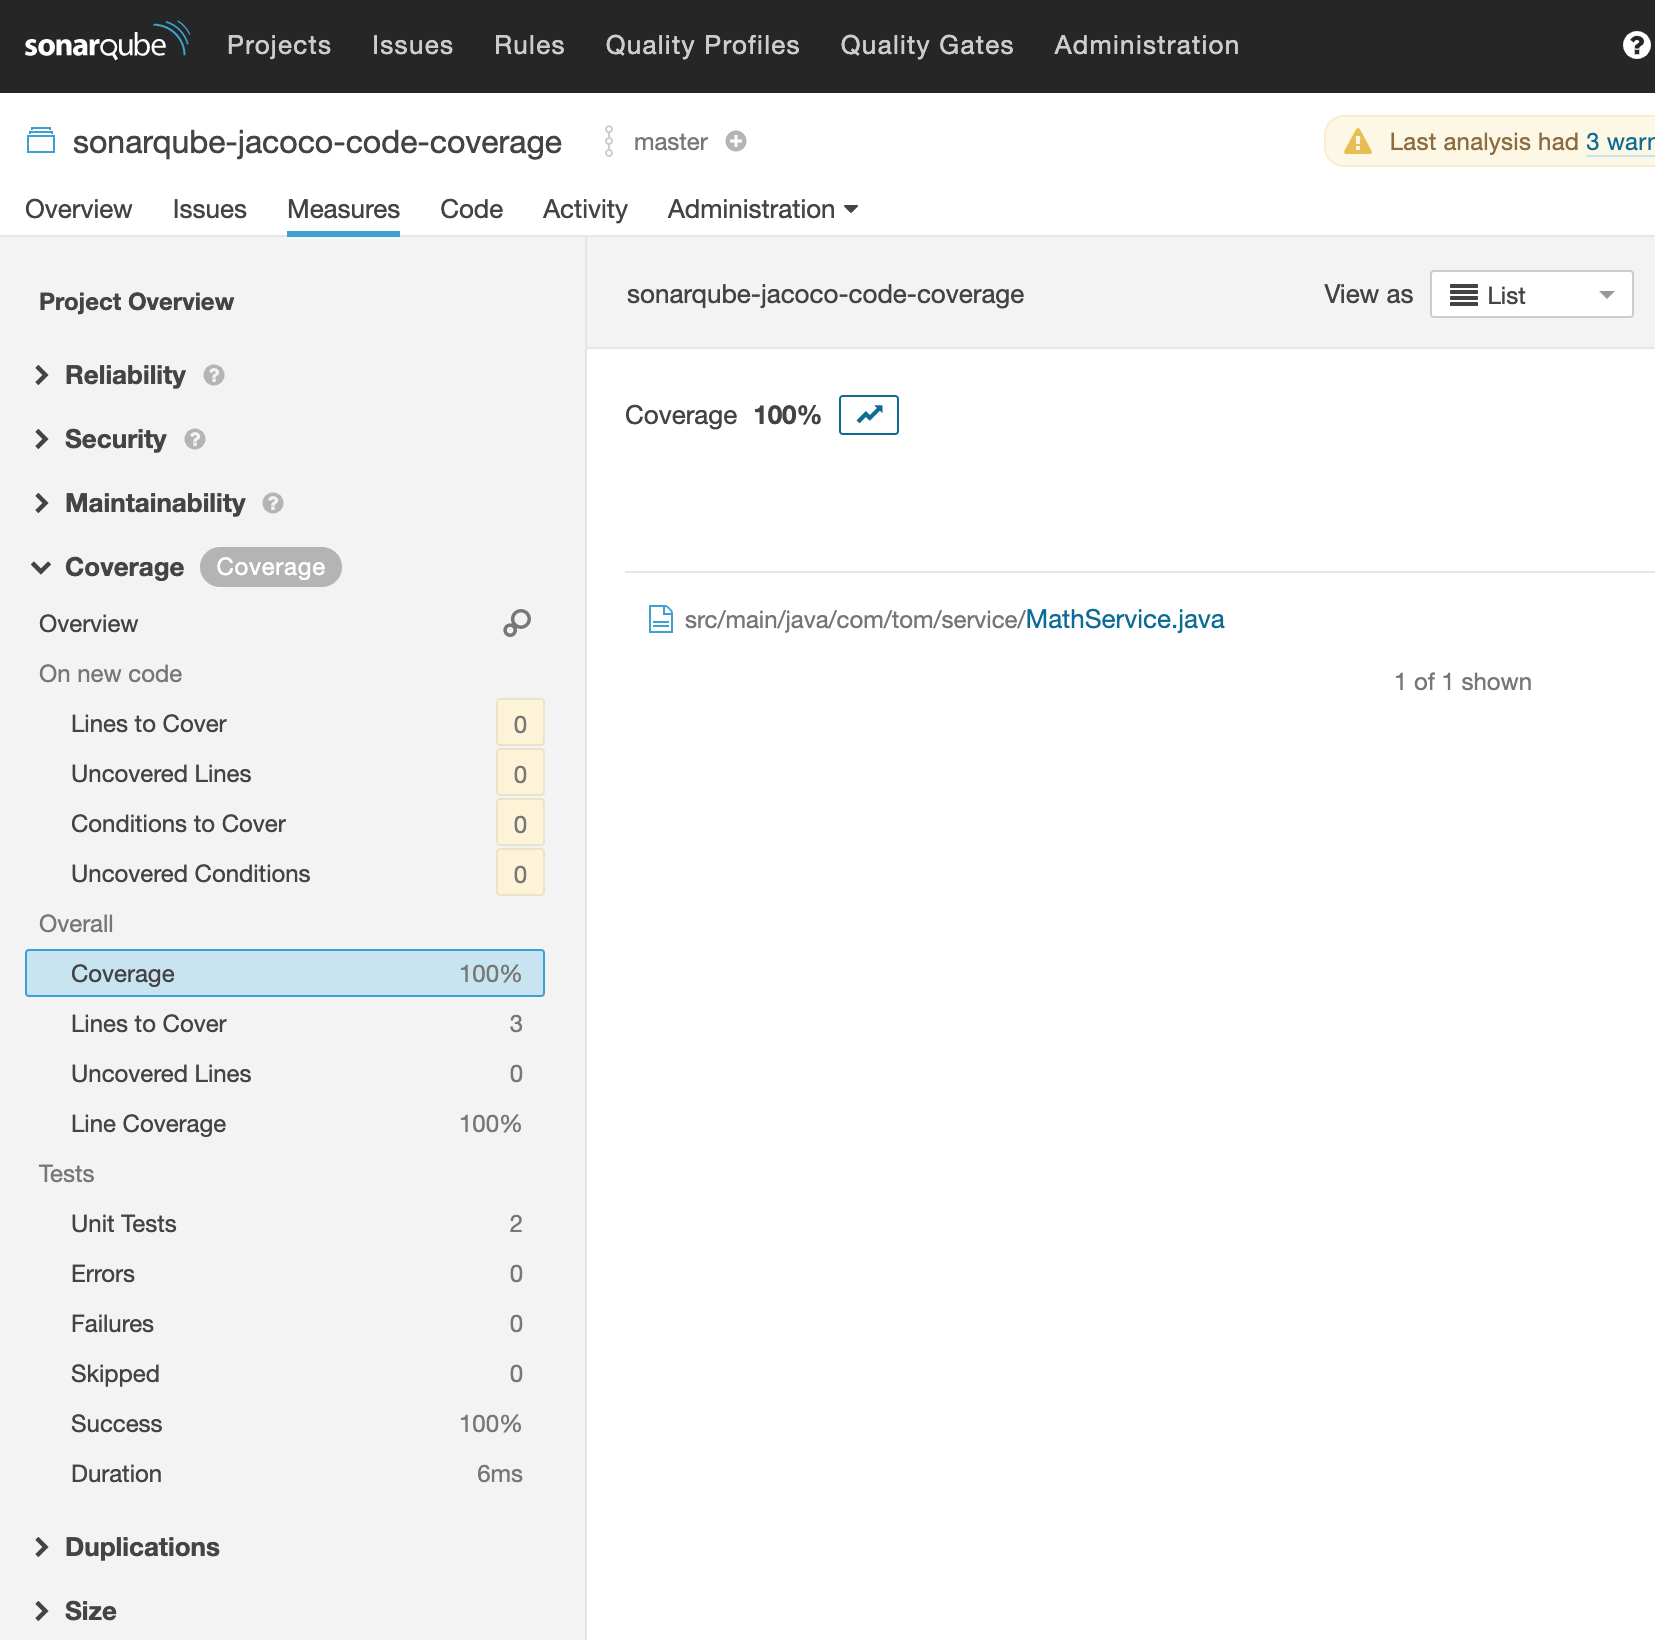 sonarqube Projects Issues Rules Quality Profiles Quality Gates Administration ?
sonarqube-jacoco-code-coverage master
Last analysis had 3 warr
Overview Issues Measures Code Activity Administration
Project Overview
Reliability ?
Security ?
Maintainability ?
Coverage Coverage
Overview
On new code
Lines to Cover 0
Uncovered Lines 0
Conditions to Cover 0
Uncovered Conditions 0
Overall
Coverage 100%
Lines to Cover 3
Uncovered Lines 0
Line Coverage 100%
Tests
Unit Tests 2
Errors 0
Failures 0
Skipped 0
Success 100%
Duration 6ms
Duplications
Size
sonarqube-jacoco-code-coverage View as List
Coverage 100%
src/main/java/com/tom/service/MathService.java
1 of 1 shown